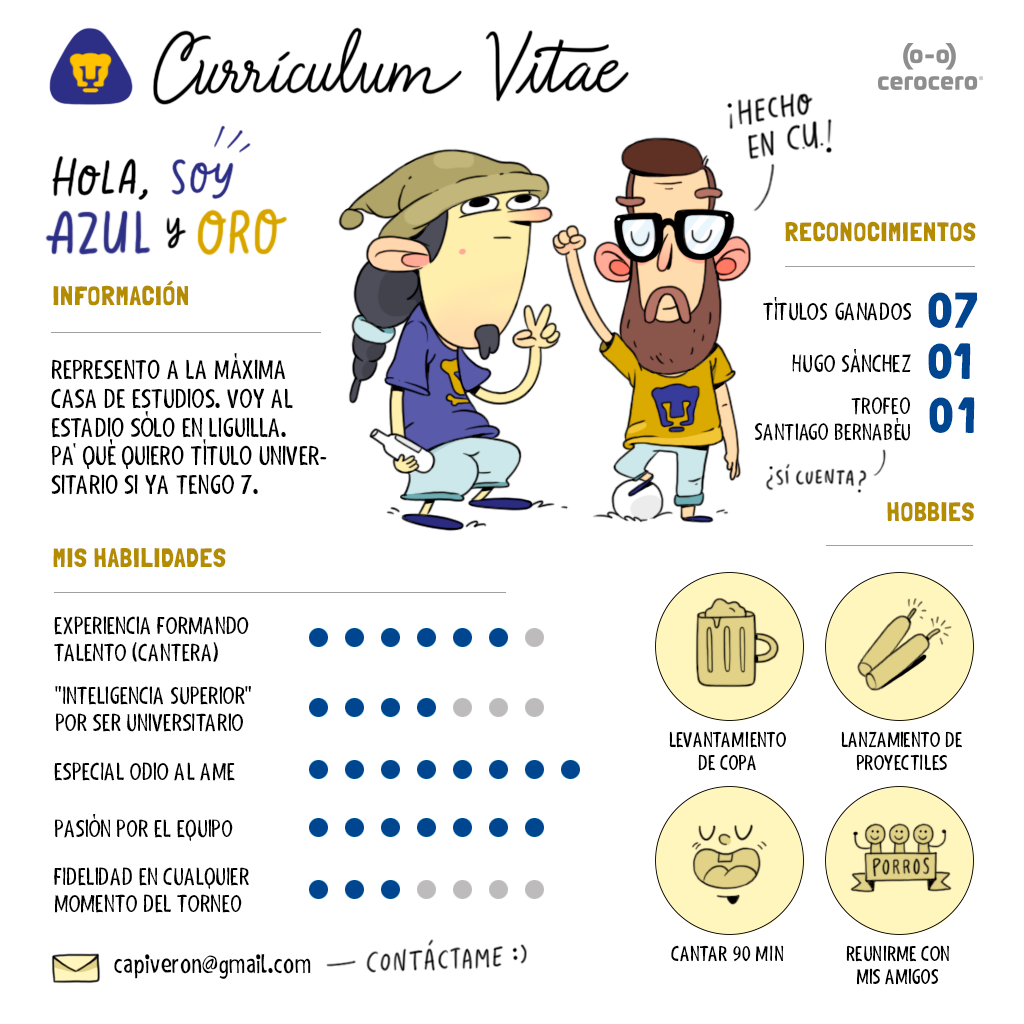 Currículum Vitae
(o-o)
cerocero®
¡HECHO
EN C.U.!
HOLA, SOY
AZUL y ORO
INFORMACIÓN
REPRESENTO A LA MÁXIMA
CASA DE ESTUDIOS. VOY AL
ESTADIO SÓLO EN LIGUILLA.
PA' QUÉ QUIERO TÍTULO UNIVER-
SITARIO SI YA TENGO 7.
RECONOCIMIENTOS
TÍTULOS GANADOS 07
HUGO SÁNCHEZ 01
TROFEO
SANTIAGO BERNABÉU 01
¿SÍ CUENTA?
MIS HABILIDADES
EXPERIENCIA FORMANDO
TALENTO (CANTERA)
"INTELIGENCIA SUPERIOR"
POR SER UNIVERSITARIO
ESPECIAL ODIO AL AME
PASIÓN POR EL EQUIPO
FIDELIDAD EN CUALQUIER
MOMENTO DEL TORNEO
HOBBIES
LEVANTAMIENTO
DE COPA
LANZAMIENTO DE
PROYECTILES
CANTAR 90 MIN
PORROS
REUNIRME CON
MIS AMIGOS
capiveron@gmail.com — CONTÁCTAME :)